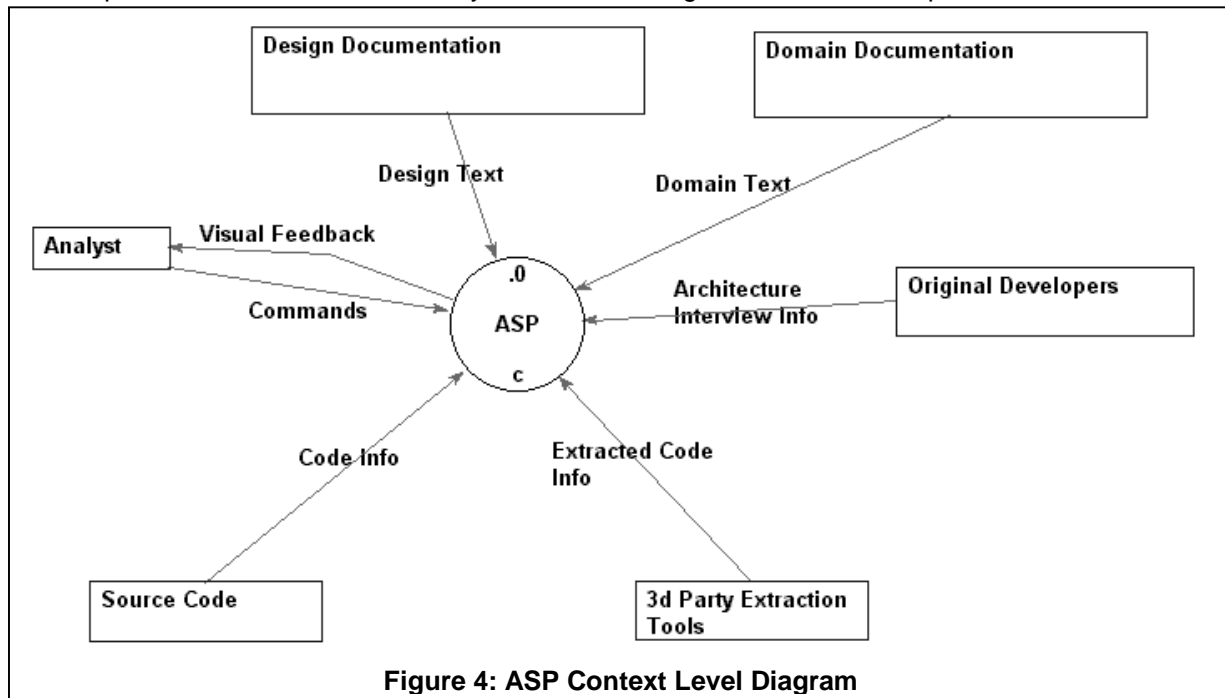 Design Documentation
Domain Documentation
Design Text
Domain Text
Analyst
Visual Feedback
Commands
.0
ASP
c
Architecture
Interview Info
Original Developers
Code Info
Extracted Code
Info
Source Code
3d Party Extraction
Tools
Figure 4: ASP Context Level Diagram